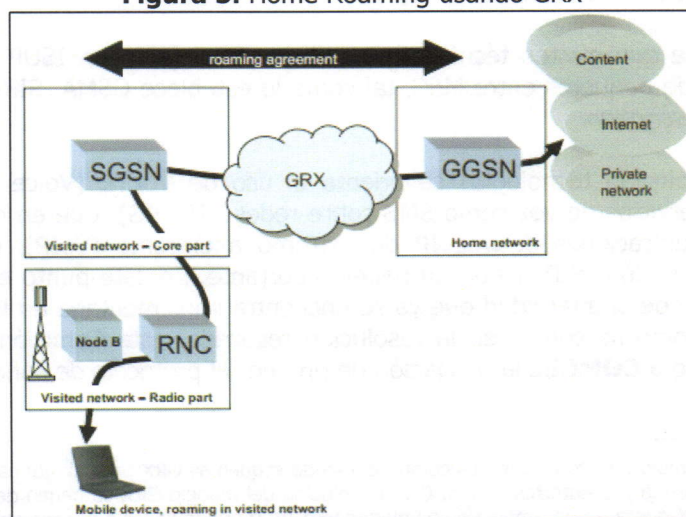 Figura 3. Home Roaming usando GRX
roaming agreement
Content
Internet
Private
network
SGSN
GRX
GGSN
Visited network – Core part
Home network
Node B
RNC
Visited network – Radio part
Mobile device, roaming in visited network